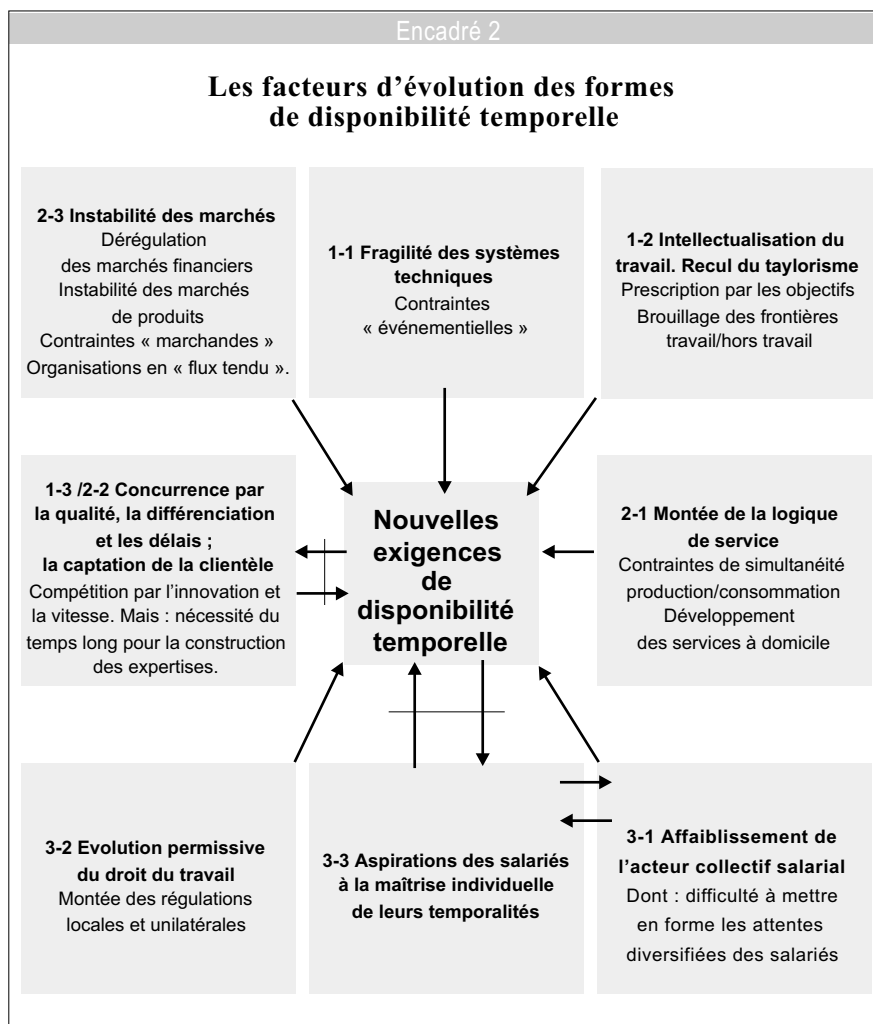 Encadré 2
Les facteurs d’évolution des formes
de disponibilité temporelle
2-3 Instabilité des marchés
Dérégulation
des marchés financiers
Instabilité des marchés
de produits
Contraintes « marchandes »
Organisations en « flux tendu ».
1-1 Fragilité des systèmes
techniques
Contraintes
« événementielles »
1-2 Intellectualisation du
travail. Recul du taylorisme
Prescription par les objectifs
Brouillage des frontières
travail/hors travail
1-3 /2-2 Concurrence par
la qualité, la différenciation
et les délais ;
la captation de la clientèle
Compétition par l’innovation et
la vitesse. Mais : nécessité du
temps long pour la construction
des expertises.
Nouvelles
exigences
de
disponibilité
temporelle
2-1 Montée de la logique
de service
Contraintes de simultanéité
production/consommation
Développement
des services à domicile
3-2 Evolution permissive
du droit du travail
Montée des régulations
locales et unilatérales
3-3 Aspirations des salariés
à la maîtrise individuelle
de leurs temporalités
3-1 Affaiblissement de
l’acteur collectif salarial
Dont : difficulté à mettre
en forme les attentes
diversifiées des salariés